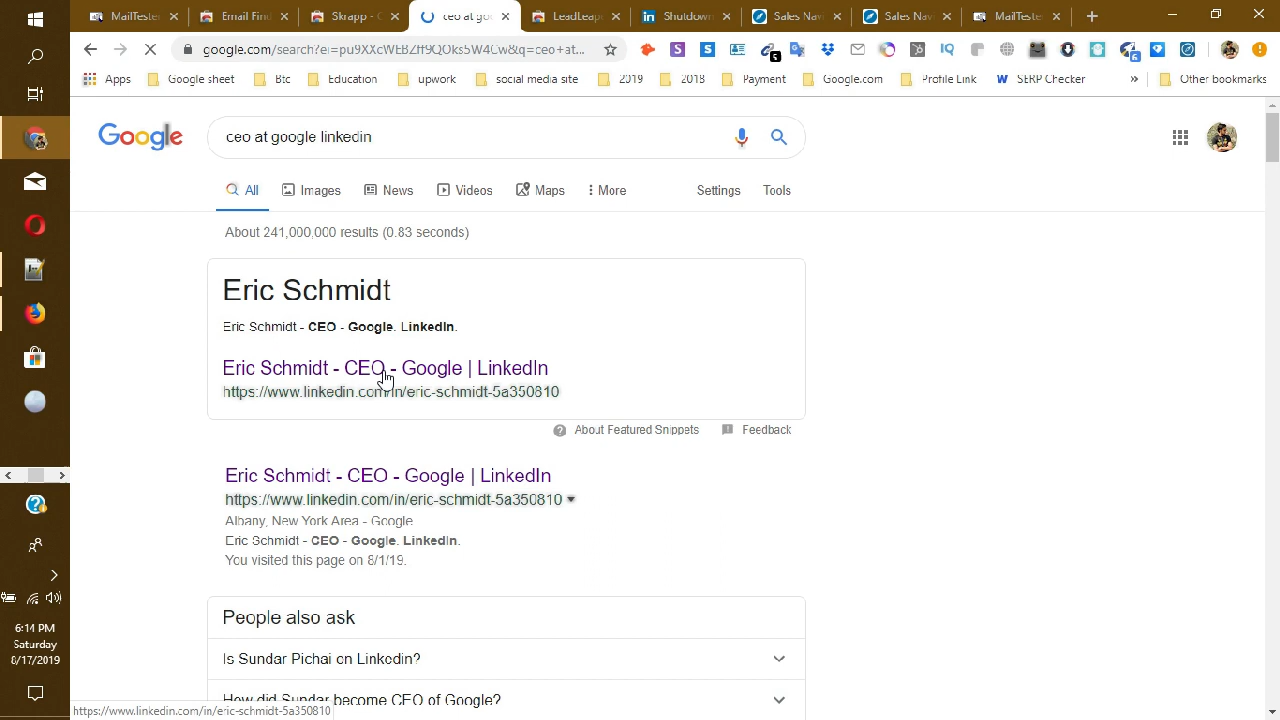 MailTester
Email Find
Skrapp - C
ceo at goo
LeadLeap
Shutdown
Sales Navi
Sales Navi
MailTeste
google.com/search?ei=pu9XXcWEBZff9QOks5W4Cw&q=ceo+at...
Apps
Google sheet
Btc
Education
upwork
social media site
2019
2018
Payment
Google.com
Profile Link
SERP Checker
»
Other bookmarks
Google
ceo at google linkedin
All
Images
News
Videos
Maps
More
Settings
Tools
About 241,000,000 results (0.83 seconds)
Eric Schmidt
Eric Schmidt - CEO - Google. LinkedIn.
Eric Schmidt - CEO - Google | LinkedIn
https://www.linkedin.com/in/eric-schmidt-5a350810
About Featured Snippets
Feedback
Eric Schmidt - CEO - Google | LinkedIn
https://www.linkedin.com/in/eric-schmidt-5a350810
Albany, New York Area - Google
Eric Schmidt - CEO - Google. LinkedIn.
You visited this page on 8/1/19.
People also ask
Is Sundar Pichai on Linkedin?
How did Sundar become CEO of Google?
https://www.linkedin.com/in/eric-schmidt-5a350810
6:14 PM
Saturday
8/17/2019